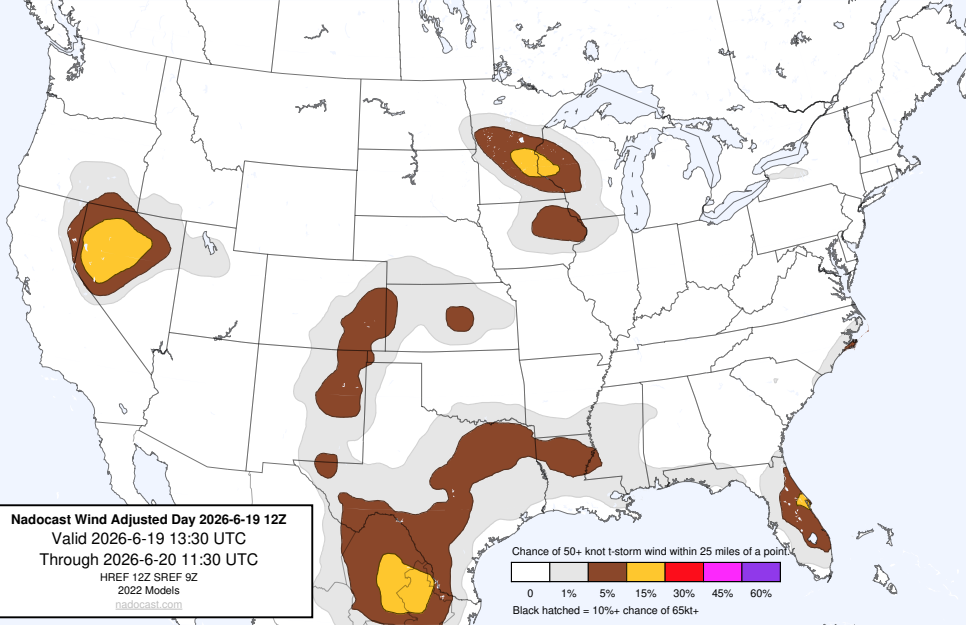 Nadocast Wind Adjusted Day 2026-6-19 12Z
Valid 2026-6-19 13:30 UTC
Through 2026-6-20 11:30 UTC
HREF 12Z SREF 9Z
2022 Models
nadocast.com
Chance of 50+ knot t-storm wind within 25 miles of a point.
0 1% 5% 15% 30% 45% 60%
Black hatched = 10%+ chance of 65kt+